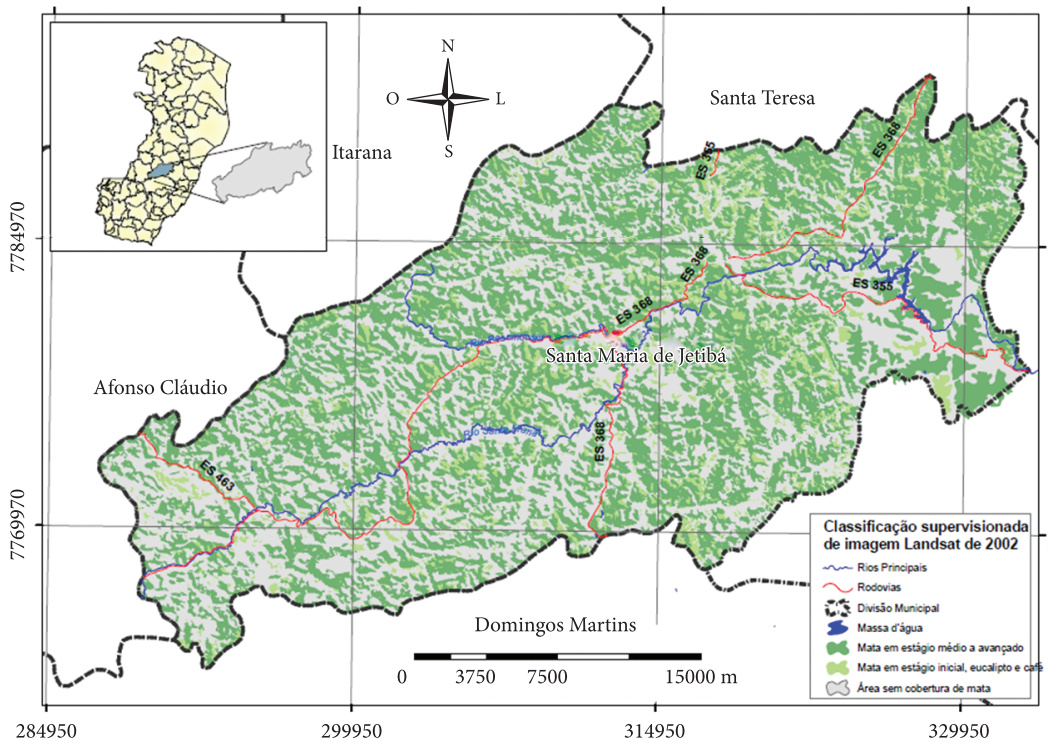 N
O
L
S
Santa Teresa
Itarana
ES 355
ES 368
7784970
ES 368
ES 355
ES 368
Santa Maria de Jetibá
Afonso Cláudio
Rio Santa
ES 368
ES 463
7769970
Classificação supervisionada
de imagem Landsat de 2002
Rios Principais
Rodovias
Divisão Municipal
Massa d'água
Mata em estágio médio a avançado
Mata em estágio inicial, eucalipto e café
Área sem cobertura de mata
Domingos Martins
0 3750 7500 15000 m
284950 299950 314950 329950